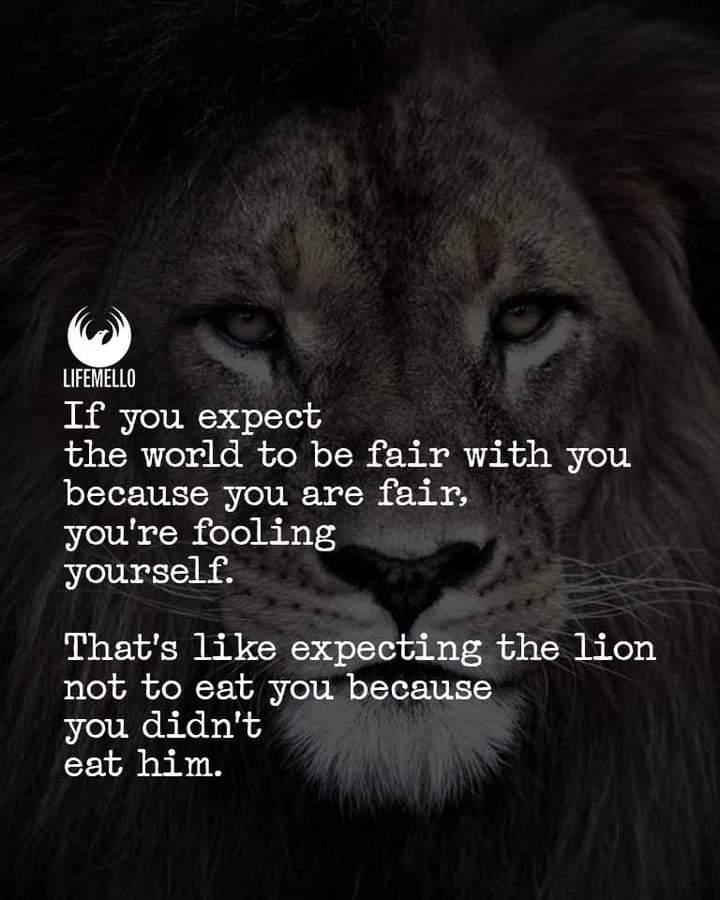 LIFEMELLO
If you expect
the world to be fair with you
because you are fair,
you're fooling
yourself.
That's like expecting the lion
not to eat you because
you didn't
eat him.